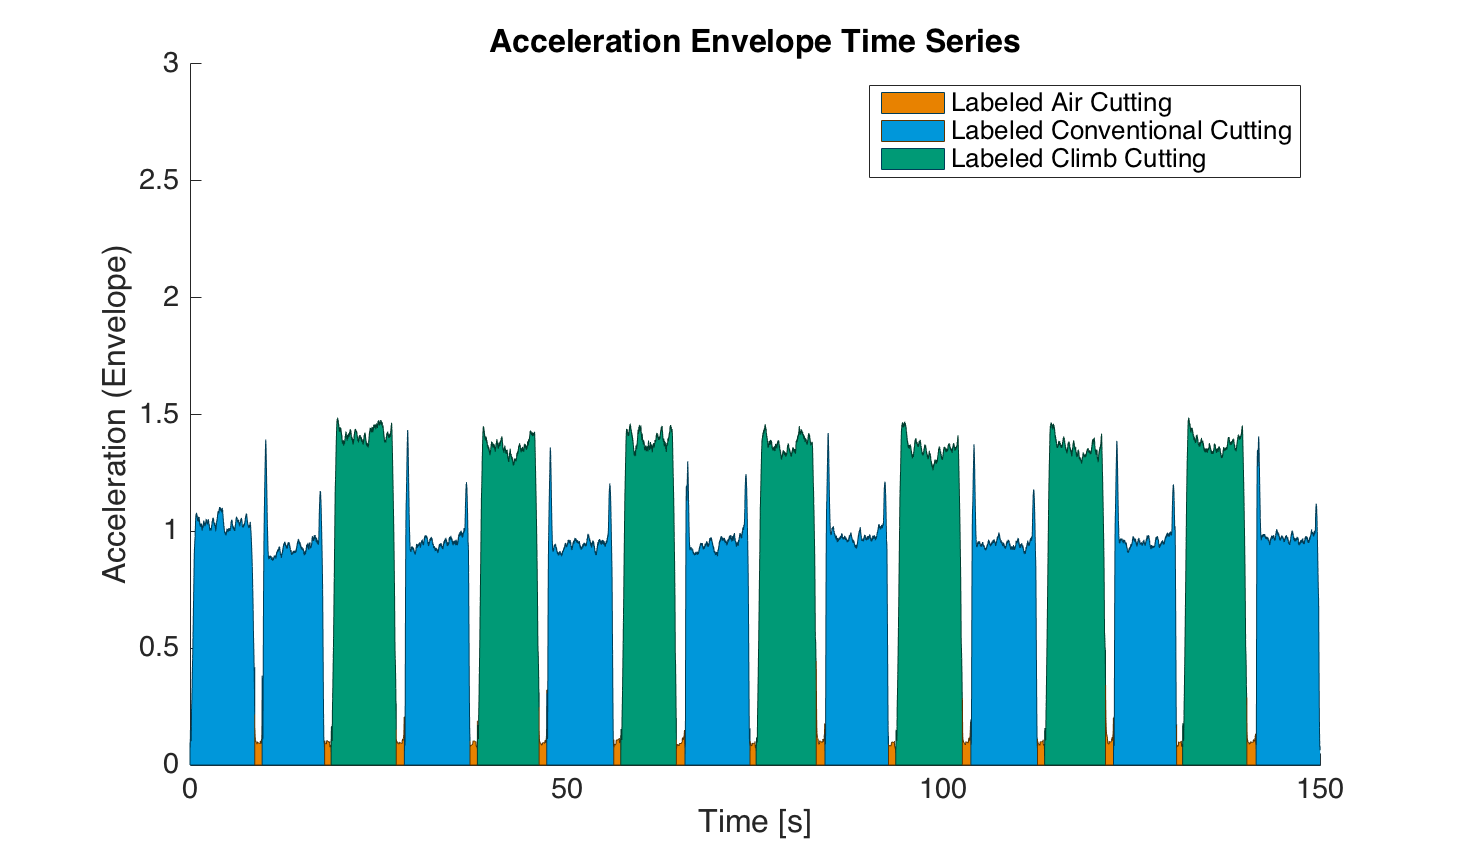 Acceleration Envelope Time Series
Labeled Air Cutting
Labeled Conventional Cutting
Labeled Climb Cutting
Acceleration (Envelope)
3
2.5
2
1.5
1
0.5
0
0 50 100 150
Time [s]